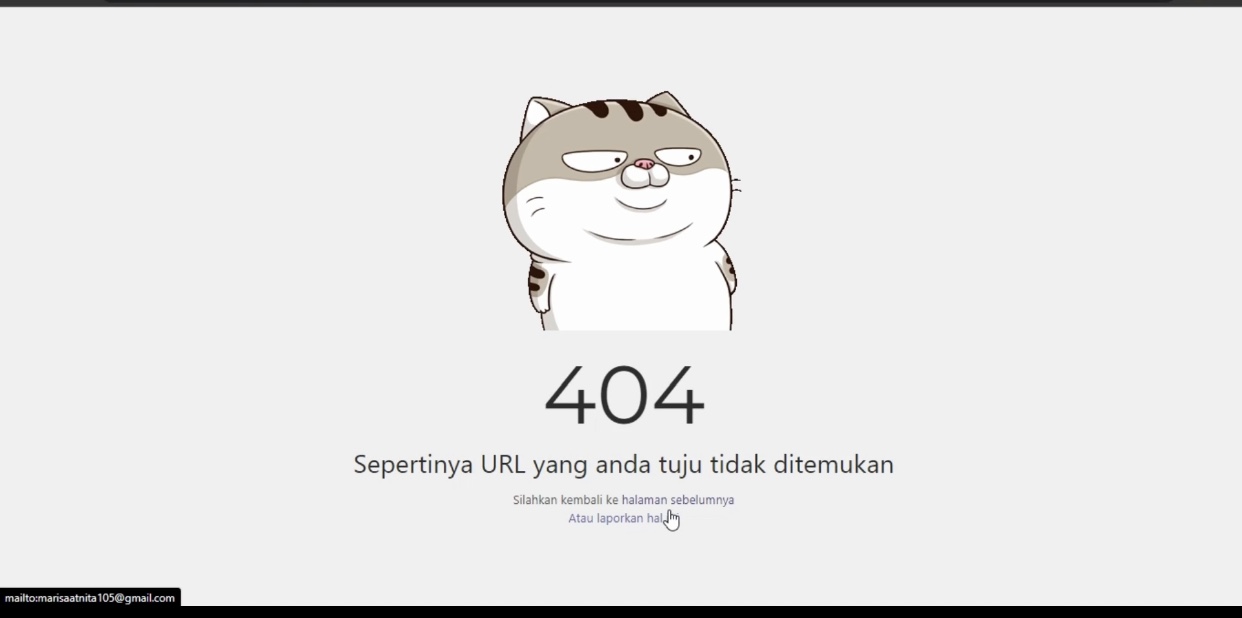 404
Sepertinya URL yang anda tuju tidak ditemukan
Silahkan kembali ke halaman sebelumnya
Atau laporkan hal
mailto:marisaatnita105@gmail.com